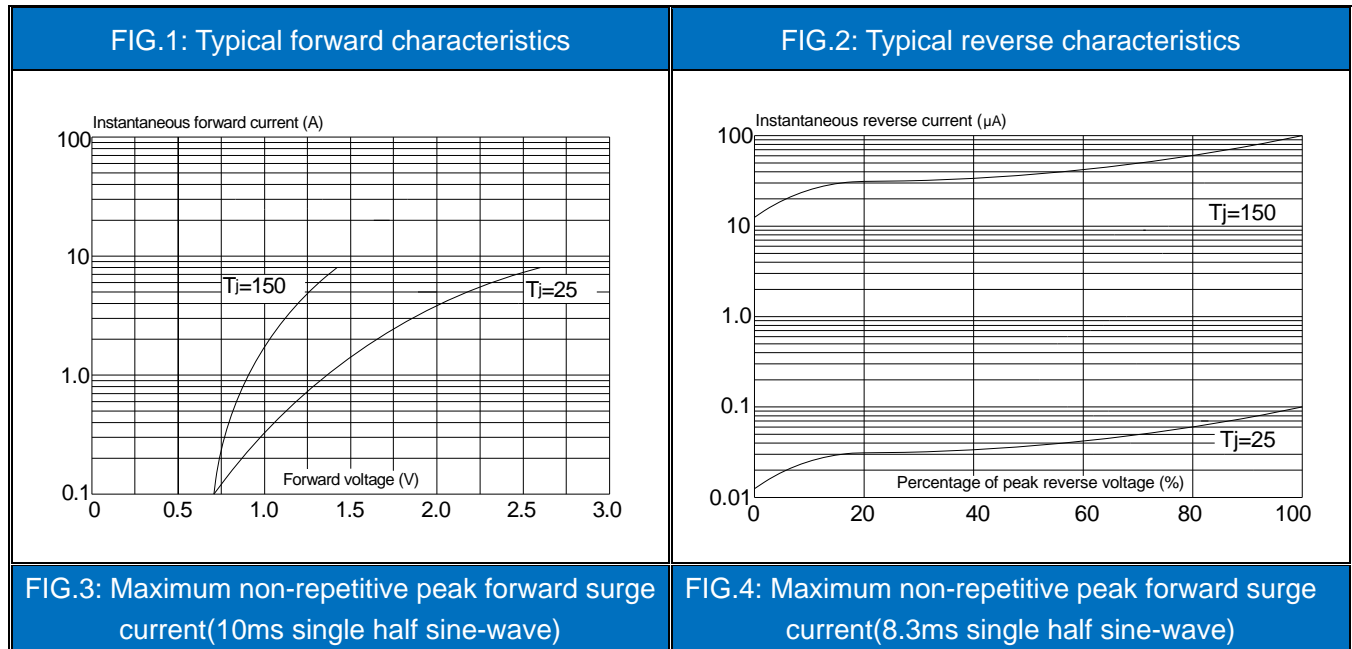 FIG.1: Typical forward characteristics
FIG.2: Typical reverse characteristics
Instantaneous forward current (A)
100
10
1.0
0.1
Tj=150
Tj=25
Forward voltage (V)
0 0.5 1.0 1.5 2.0 2.5 3.0
Instantaneous reverse current (μA)
100
10
1.0
0.1
0.01
Tj=150
Tj=25
Percentage of peak reverse voltage (%)
0 20 40 60 80 100
FIG.3: Maximum non-repetitive peak forward surge
current(10ms single half sine-wave)
FIG.4: Maximum non-repetitive peak forward surge
current(8.3ms single half sine-wave)